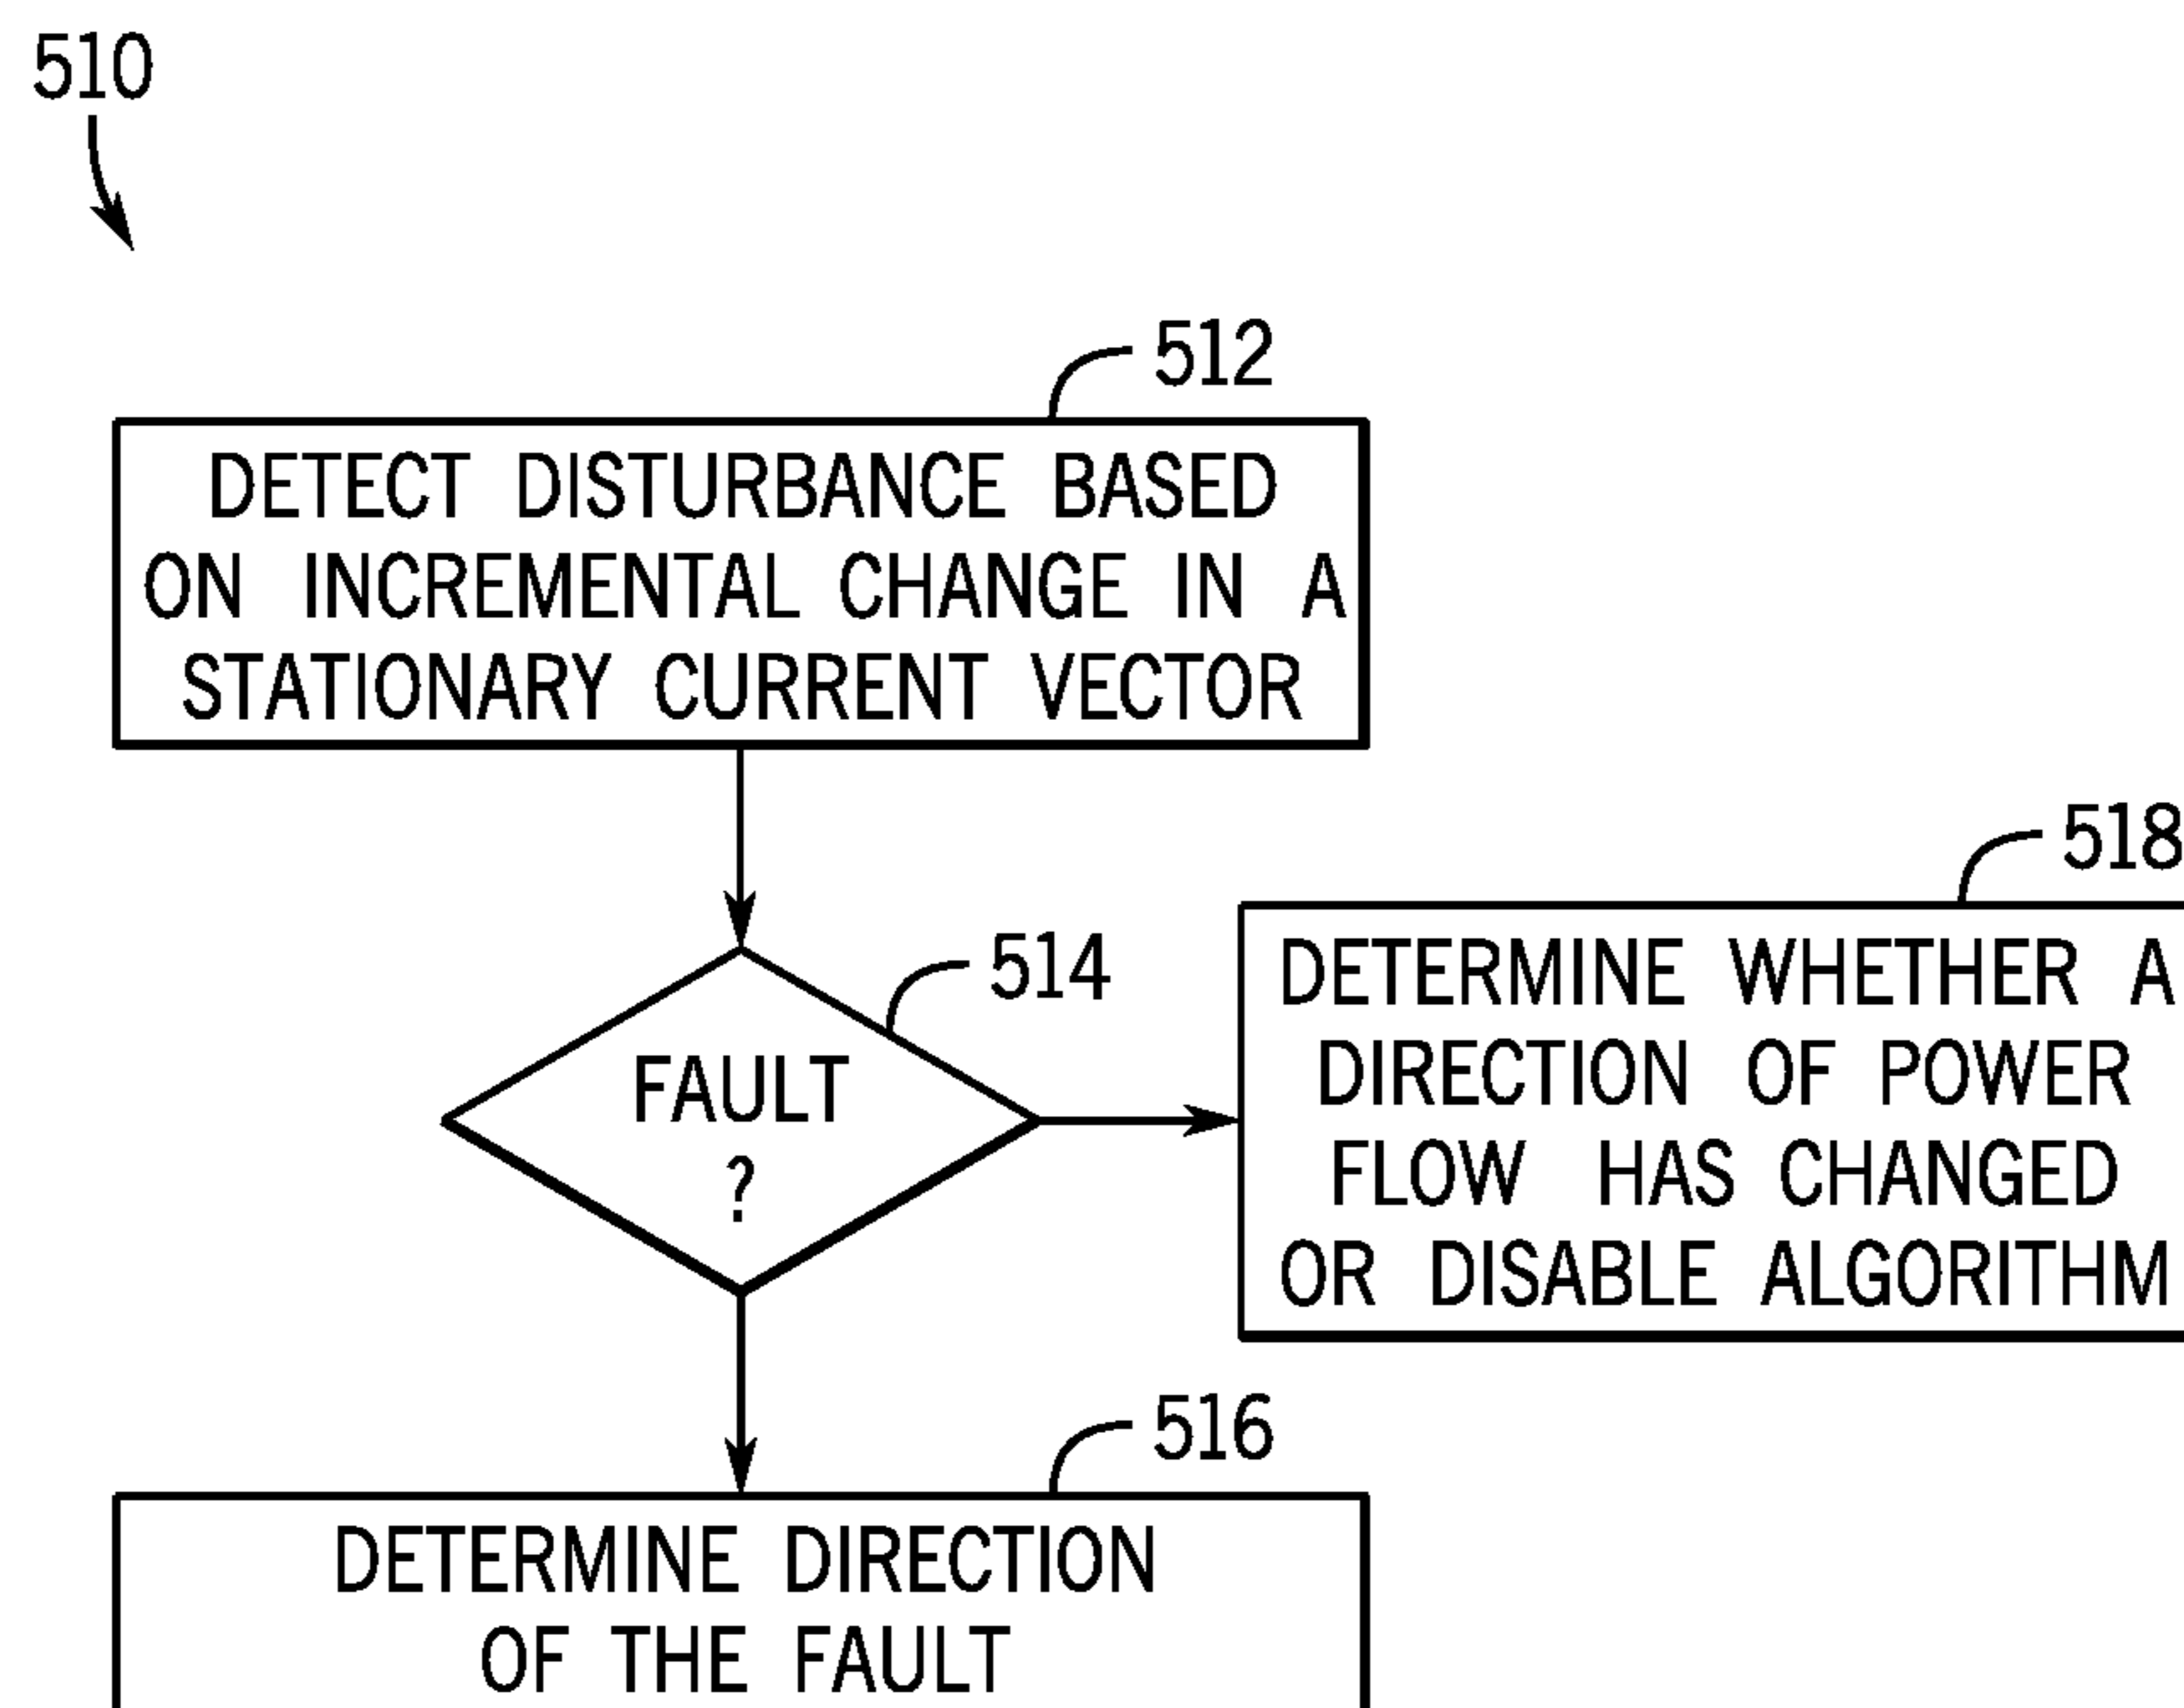 510
512
DETECT DISTURBANCE BASED
ON INCREMENTAL CHANGE IN A
STATIONARY CURRENT VECTOR
514
FAULT
?
518
DETERMINE WHETHER A
DIRECTION OF POWER
FLOW HAS CHANGED
OR DISABLE ALGORITHM
516
DETERMINE DIRECTION
OF THE FAULT